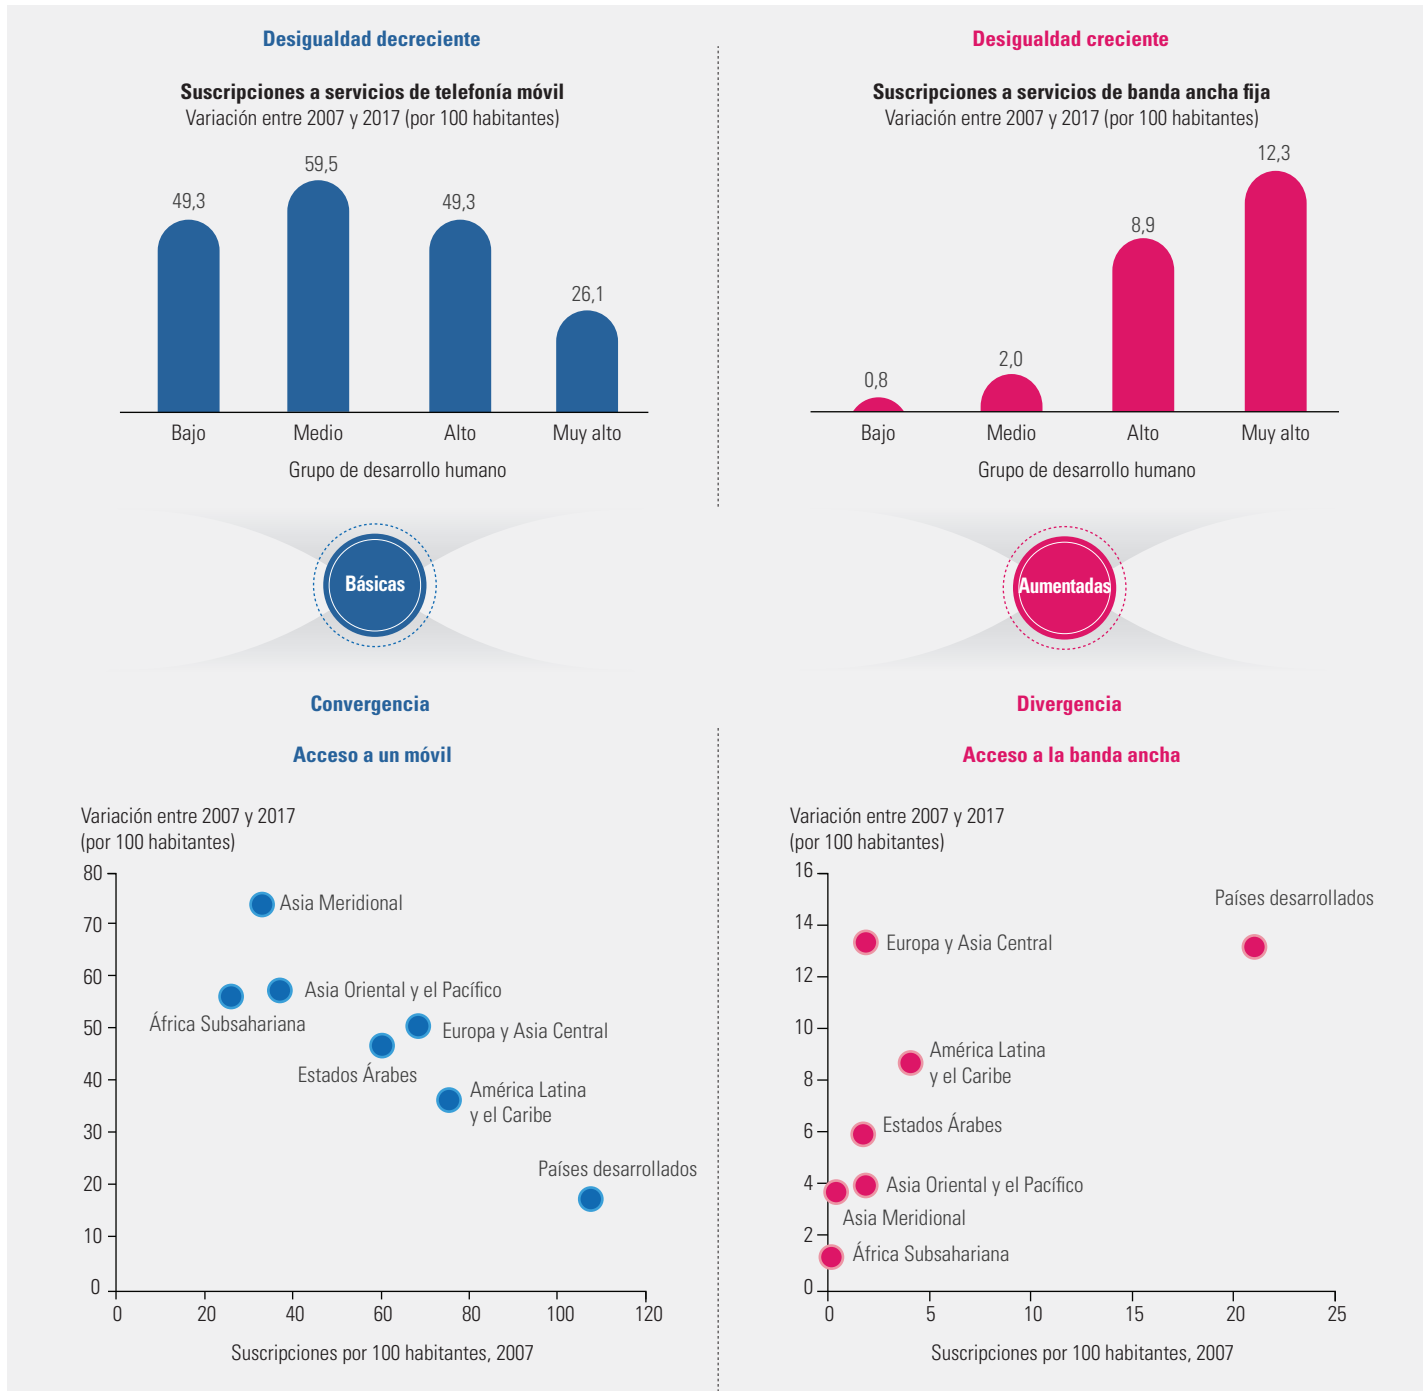 Desigualdad decreciente
Suscripciones a servicios de telefonía móvil
Variación entre 2007 y 2017 (por 100 habitantes)
49,3
59,5
49,3
26,1
Bajo
Medio
Alto
Muy alto
Grupo de desarrollo humano
Desigualdad creciente
Suscripciones a servicios de banda ancha fija
Variación entre 2007 y 2017 (por 100 habitantes)
0,8
2,0
8,9
12,3
Bajo
Medio
Alto
Muy alto
Grupo de desarrollo humano
Básicas
Aumentadas
Convergencia
Acceso a un móvil
Variación entre 2007 y 2017
(por 100 habitantes)
80
70
60
50
40
30
20
10
0
Asia Meridional
Asia Oriental y el Pacífico
África Subsahariana
Europa y Asia Central
Estados Árabes
América Latina
y el Caribe
Países desarrollados
0
20
40
60
80
100
120
Suscripciones por 100 habitantes, 2007
Divergencia
Acceso a la banda ancha
Variación entre 2007 y 2017
(por 100 habitantes)
16
14
12
10
8
6
4
2
0
Países desarrollados
Europa y Asia Central
América Latina
y el Caribe
Estados Árabes
Asia Oriental y el Pacífico
Asia Meridional
África Subsahariana
0
5
10
15
20
25
Suscripciones por 100 habitantes, 2007